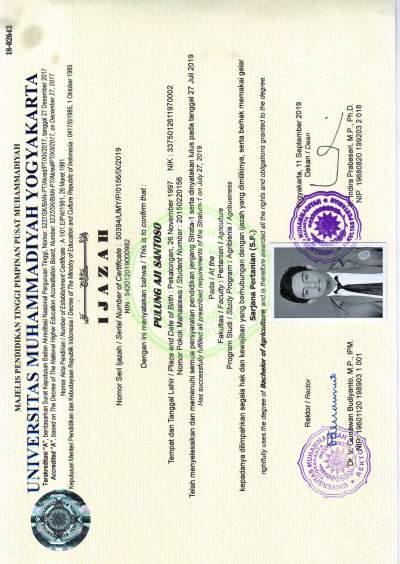 18-02643
MAJELIS PENDIDIKAN TINGGI PIMPINAN PUSAT MUHAMMADIYAH
UNIVERSITAS MUHAMMADIYAH YOGYAKARTA
Terakreditasi "A", berdasarkan Surat Keputusan Badan Akreditasi Nasional Perguruan Tinggi, Nomor: 5237/SK/BAN-PT/Akred/PT/XII/2017, tanggal 27 Desember 2017
Accredited "A", based on The Decree of The National Higher Education Accreditation Board, Number: 5237/SK/BAN-PT/Akred/PT/XII/2017, on December 27, 2017
Nomor Akta Pendirian / Number of Establishment Certificate : A-1/01.E/PW/1981, 26 Maret 1981
Keputusan Menteri Pendidikan dan Kebudayaan Republik Indonesia / Decree of The Ministry of Education and Culture Republic of Indonesia : 0417/0/1985, 1 Oktober 1985
IJAZAH
Nomor Seri Ijazah / Serial Number of Certificate : 50394/UMY/P/0156/IX/2019
NIN : 542012019000982
Dengan ini menyatakan bahwa / This is to confirm that :
PULUNG AJI SANTOSO
Tempat dan Tanggal Lahir / Place and Date of Birth : Pekalongan, 26 November 1997 NIK : 3375012611970002
Nomor Pokok Mahasiswa / Student Number : 20150220156
Telah menyelesaikan dan memenuhi semua persyaratan pendidikan jenjang Strata-1 serta dinyatakan lulus pada tanggal 27 Juli 2019
Has successfully fulfilled all prescribed requirements of the Stratum-1 on July 27, 2019
Pada / At the :
Fakultas / Faculty : Pertanian / Agriculture
Program Studi / Study Program : Agribisnis / Agribusiness
kepadanya dilimpahkan segala hak dan kewajiban yang berhubungan dengan ijazah yang dimilikinya, serta berhak memakai gelar
Sarjana Pertanian (S.P.)
rightfully uses the degree of Bachelor of Agriculture, and is therefore awarded all the rights and obligations granted to the degree.
Rektor / Rector
Yogyakarta, 11 September 2019
Dekan / Dean
UNIVERSITAS MUHAMMADIYAH YOGYAKARTA
REKTOR
FAKULTAS PERTANIAN
Dr. Ir. Gunawan Budiyanto, M.P., IPM.
NIP. 19601120 198903 1 001
Indira Prabasari, M.P., Ph.D.
NIP. 19680820 199203 2 018